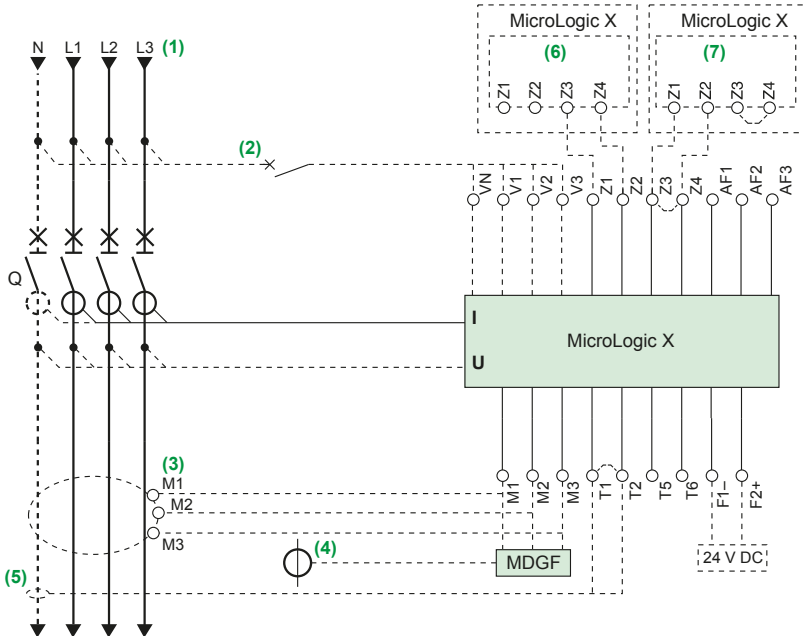 MicroLogic X
MicroLogic X
(6)
(7)
Z1 Z2 Z3 Z4
Z1 Z2 Z3 Z4
N L1 L2 L3 (1)
(2)
VN V1 V2 V3 Z1 Z2 Z3 Z4 AF1 AF2 AF3
Q
I
MicroLogic X
U
(3)
M1
M2
M3
M1 M2 M3 T1 T2 T5 T6 F1– F2+
(4)
MDGF
24 V DC
(5)